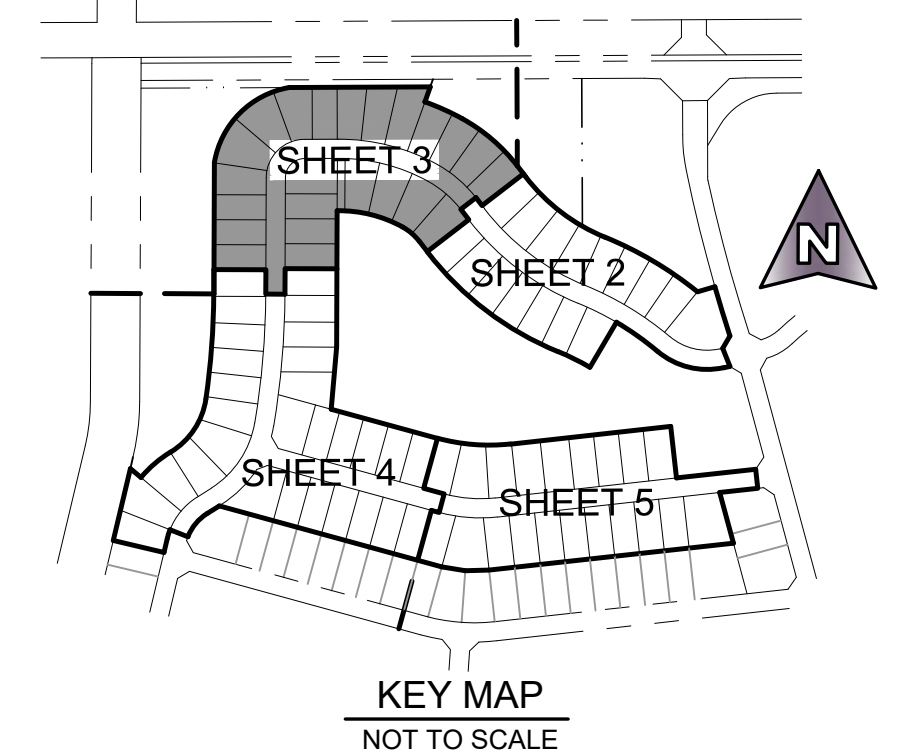 SHEET 3
N
SHEET 2
SHEET 4
SHEET 5
KEY MAP
NOT TO SCALE